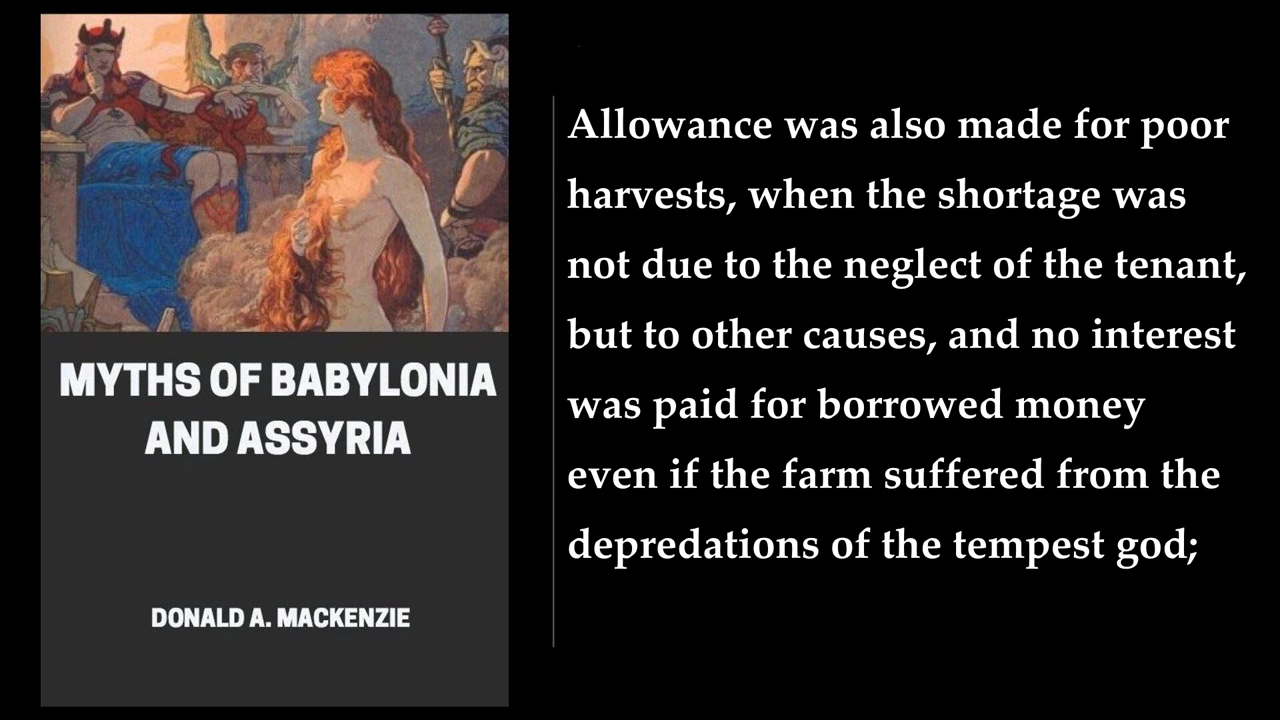 MYTHS OF BABYLONIA
AND ASSYRIA
DONALD A. MACKENZIE
Allowance was also made for poor
harvests, when the shortage was
not due to the neglect of the tenant,
but to other causes, and no interest
was paid for borrowed money
even if the farm suffered from the
depredations of the tempest god;